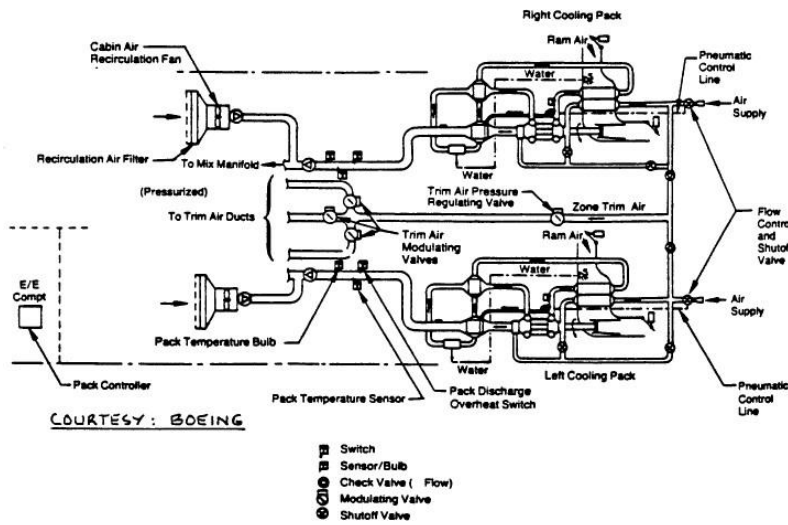 Right Cooling Pack
Cabin Air
Recirculation Fan
Ram Air
Pneumatic
Control
Line
Water
Air
Supply
Recirculation Air Filter
To Mix Manifold
Water
(Pressurized)
Trim Air Pressure
Regulating Valve
Zone Trim Air
To Trim Air Ducts
Trim Air
Modulating
Valves
Ram Air
Flow
Control
and
Shutoff
Valve
E/E
Compt
Water
Air
Supply
Pack Temperature Bulb
Water
Left Cooling Pack
Pack Controller
Pack Temperature Sensor
Pack Discharge
Overheat Switch
Pneumatic
Control
Line
COURTESY: BOEING
Switch
Sensor/Bulb
Check Valve ( Flow)
Modulating Valve
Shutoff Valve